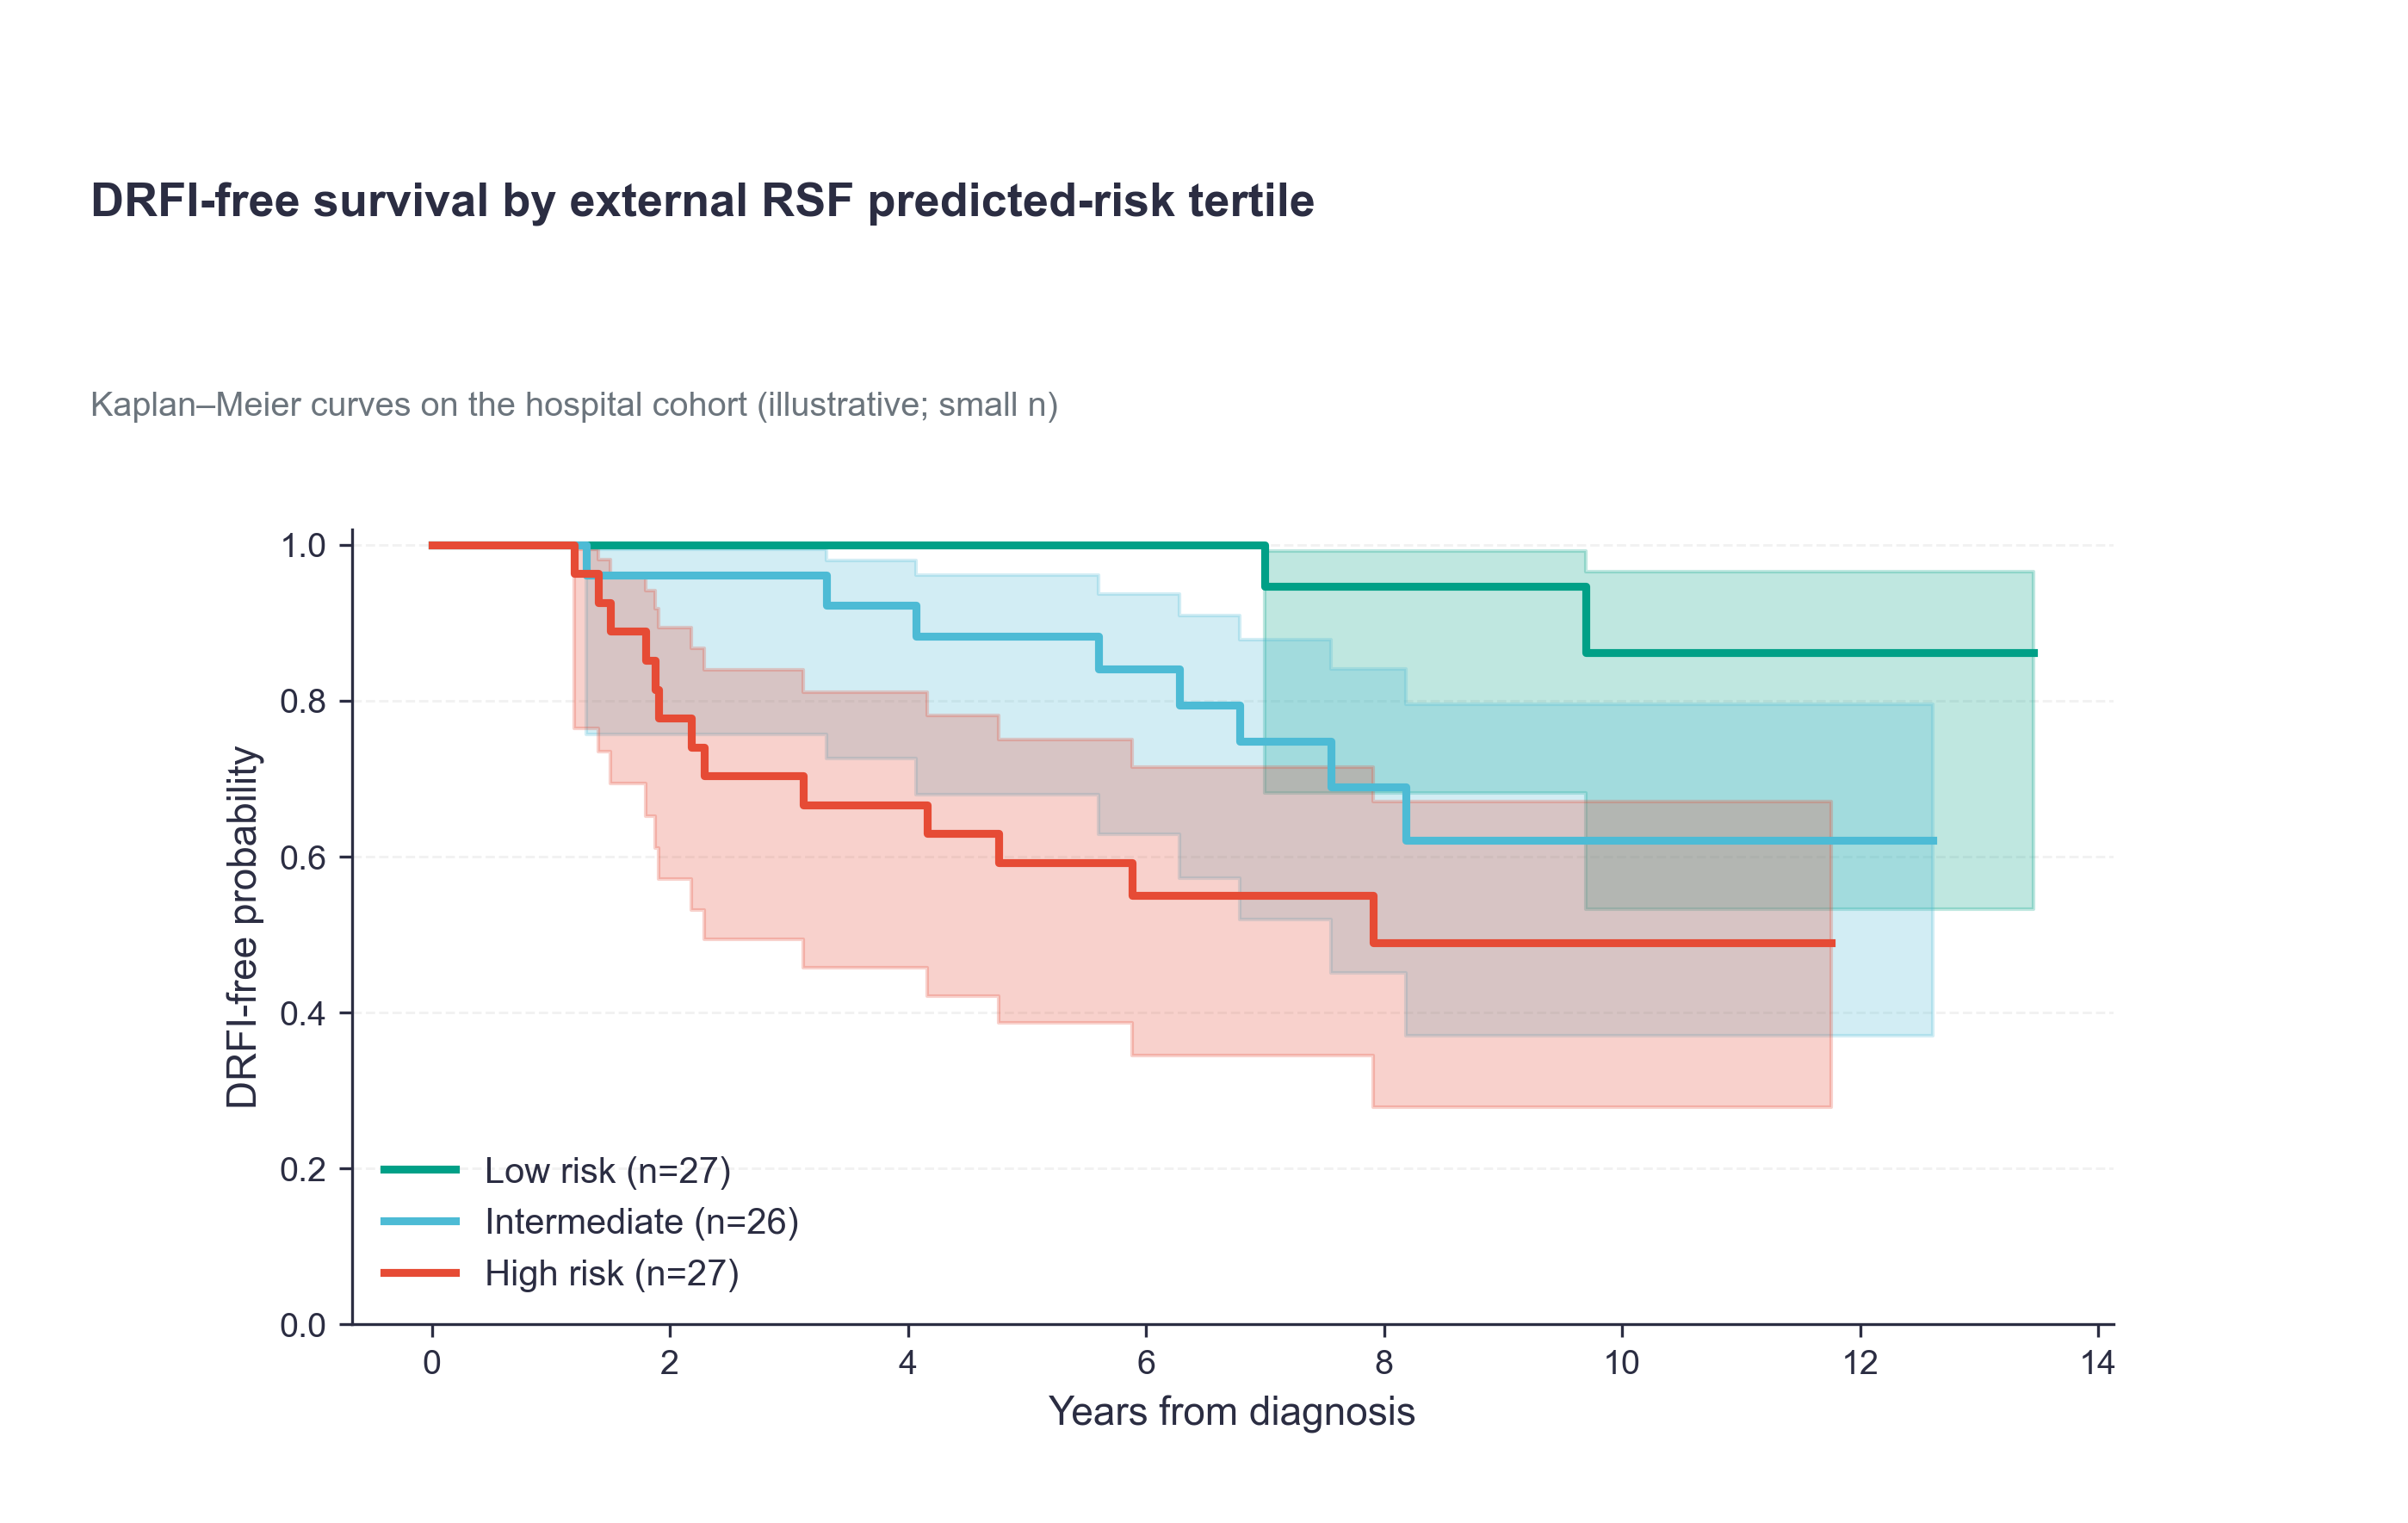 DRFI-free survival by external RSF predicted-risk tertile
Kaplan–Meier curves on the hospital cohort (illustrative; small n)
1.0
0.8
0.6
0.4
0.2
0.0
DRFI-free probability
Low risk (n=27)
Intermediate (n=26)
High risk (n=27)
0 2 4 6 8 10 12 14
Years from diagnosis